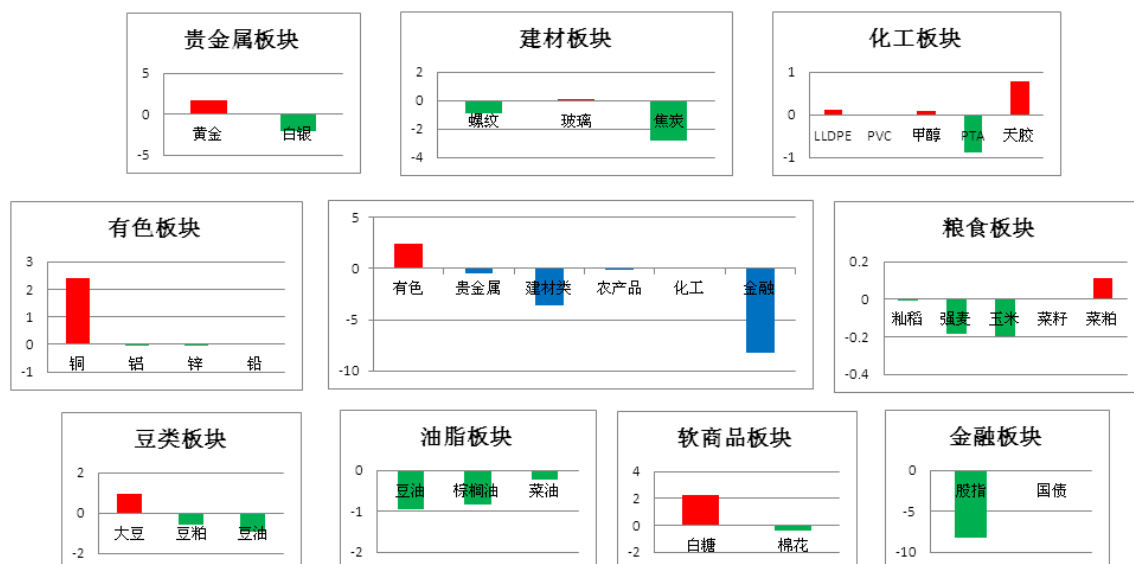 贵金属板块
5
0
-5
黄金
白银
建材板块
2
0
-2
-4
螺纹
玻璃
焦炭
化工板块
1
0
-1
LLDPE
PVC
甲醇
PTA
天胶
有色板块
3
2
1
0
-1
铜
铝
锌
铅
5
0
-5
-10
有色
贵金属
建材类
农产品
化工
金融
粮食板块
0.2
0
-0.2
-0.4
籼稻
强麦
玉米
菜籽
菜粕
豆类板块
2
0
-2
大豆
豆粕
豆油
油脂板块
0
-1
-2
豆油
棕榈油
菜油
软商品板块
4
2
0
-2
白糖
棉花
金融板块
0
-5
-10
股指
国债